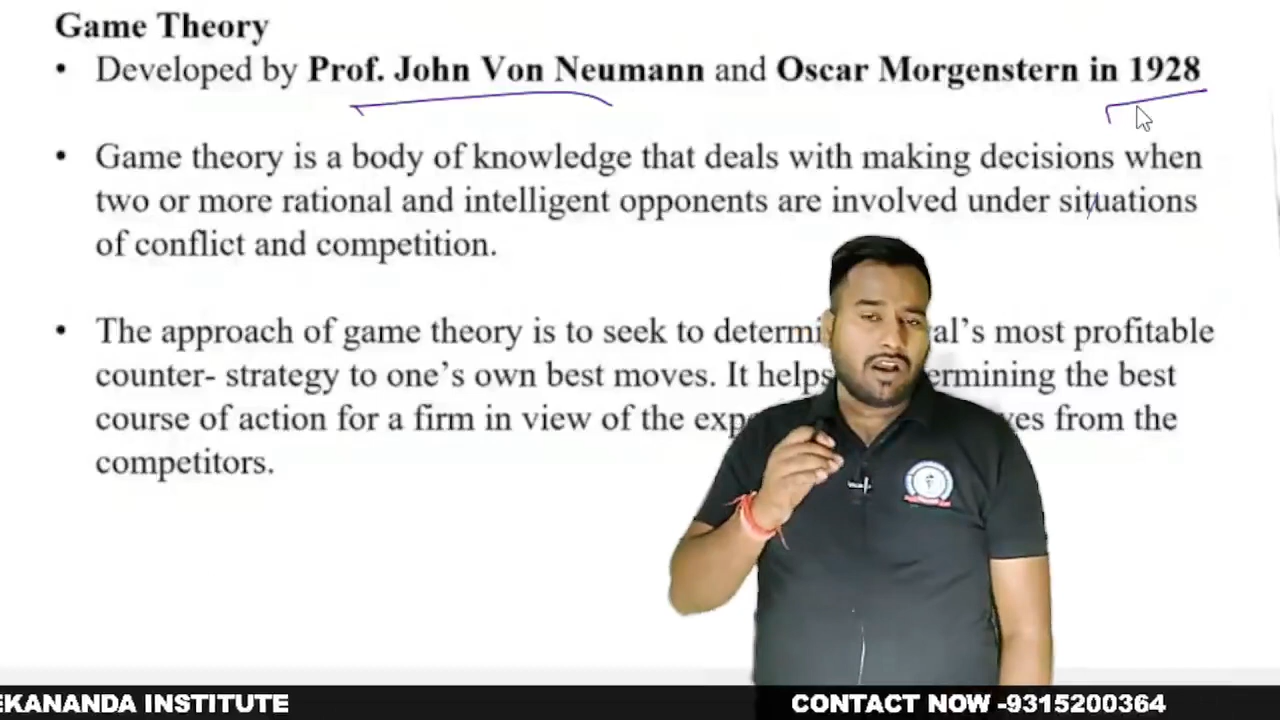 Game Theory
• Developed by Prof. John Von Neumann and Oscar Morgenstern in 1928
• Game theory is a body of knowledge that deals with making decisions when
two or more rational and intelligent opponents are involved under situations
of conflict and competition.
• The approach of game theory is to seek to determi al’s most profitable
counter- strategy to one’s own best moves. It helps ermining the best
course of action for a firm in view of the exp ves from the
competitors.
EKANANDA INSTITUTE
CONTACT NOW -9315200364